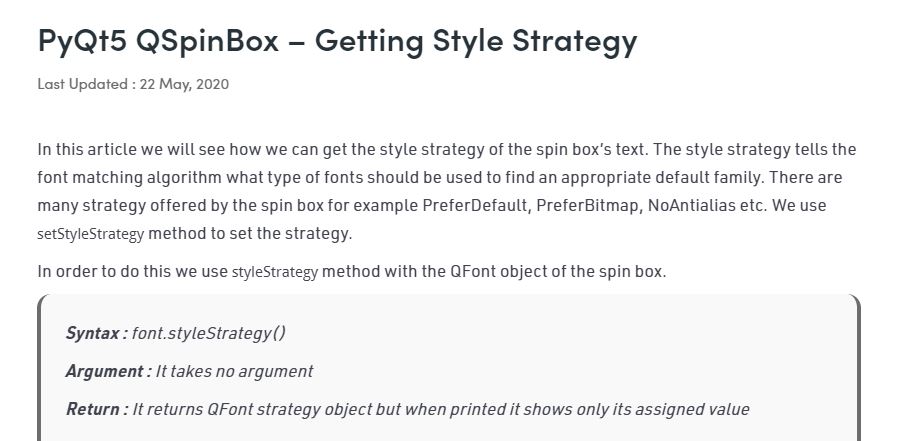 PyQt5 QSpinBox – Getting Style Strategy
Last Updated : 22 May, 2020
In this article we will see how we can get the style strategy of the spin box’s text. The style strategy tells the
font matching algorithm what type of fonts should be used to find an appropriate default family. There are
many strategy offered by the spin box for example PreferDefault, PreferBitmap, NoAntialias etc. We use
setStyleStrategy method to set the strategy.
In order to do this we use styleStrategy method with the QFont object of the spin box.
Syntax : font.styleStrategy()
Argument : It takes no argument
Return : It returns QFont strategy object but when printed it shows only its assigned value